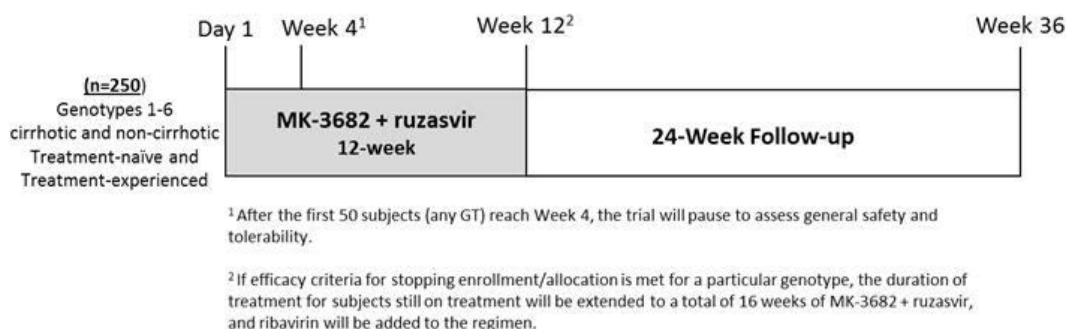 Day 1 Week 4¹ Week 12² Week 36
(n=250)
Genotypes 1-6
cirrhotic and non-cirrhotic
Treatment-naïve and
Treatment-experienced
MK-3682 + ruzasvir
12-week
24-Week Follow-up
¹ After the first 50 subjects (any GT) reach Week 4, the trial will pause to assess general safety and
tolerability.
² If efficacy criteria for stopping enrollment/allocation is met for a particular genotype, the duration of
treatment for subjects still on treatment will be extended to a total of 16 weeks of MK-3682 + ruzasvir,
and ribavirin will be added to the regimen.